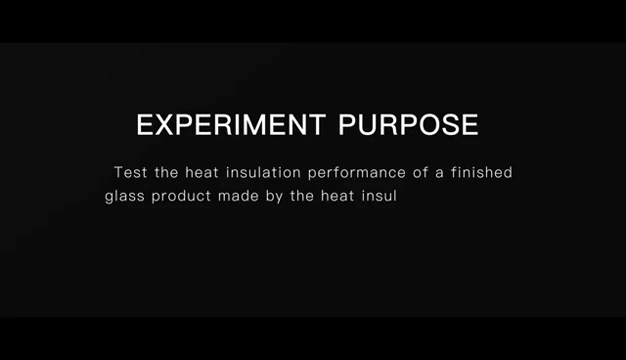 EXPERIMENT PURPOSE
Test the heat insulation performance of a finished
glass product made by the heat insul